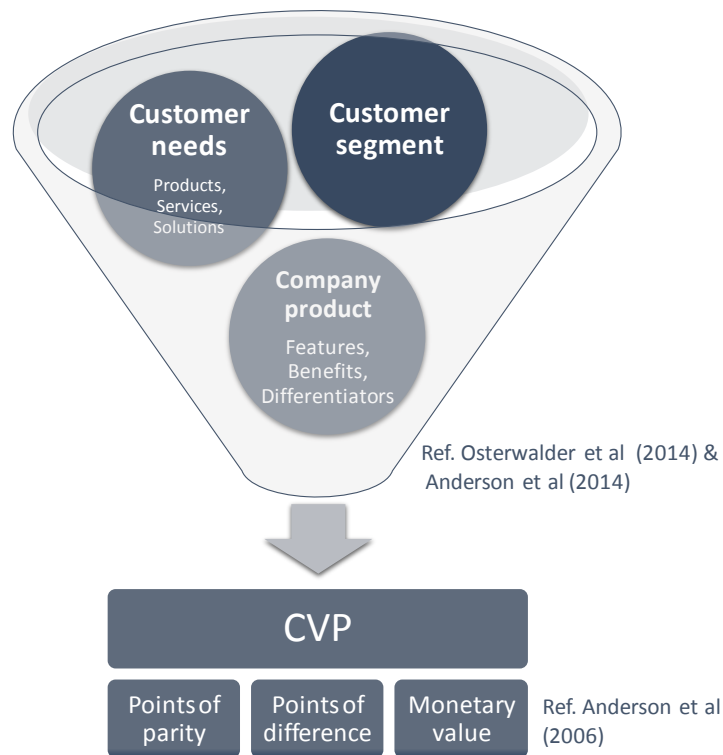 Customer
needs
Products,
Services,
Solutions
Customer
segment
Company
product
Features,
Benefits,
Differentiators
Ref. Osterwalder et al (2014) &
Anderson et al (2014)
CVP
Points of
parity
Points of
difference
Monetary
value
Ref. Anderson et al
(2006)